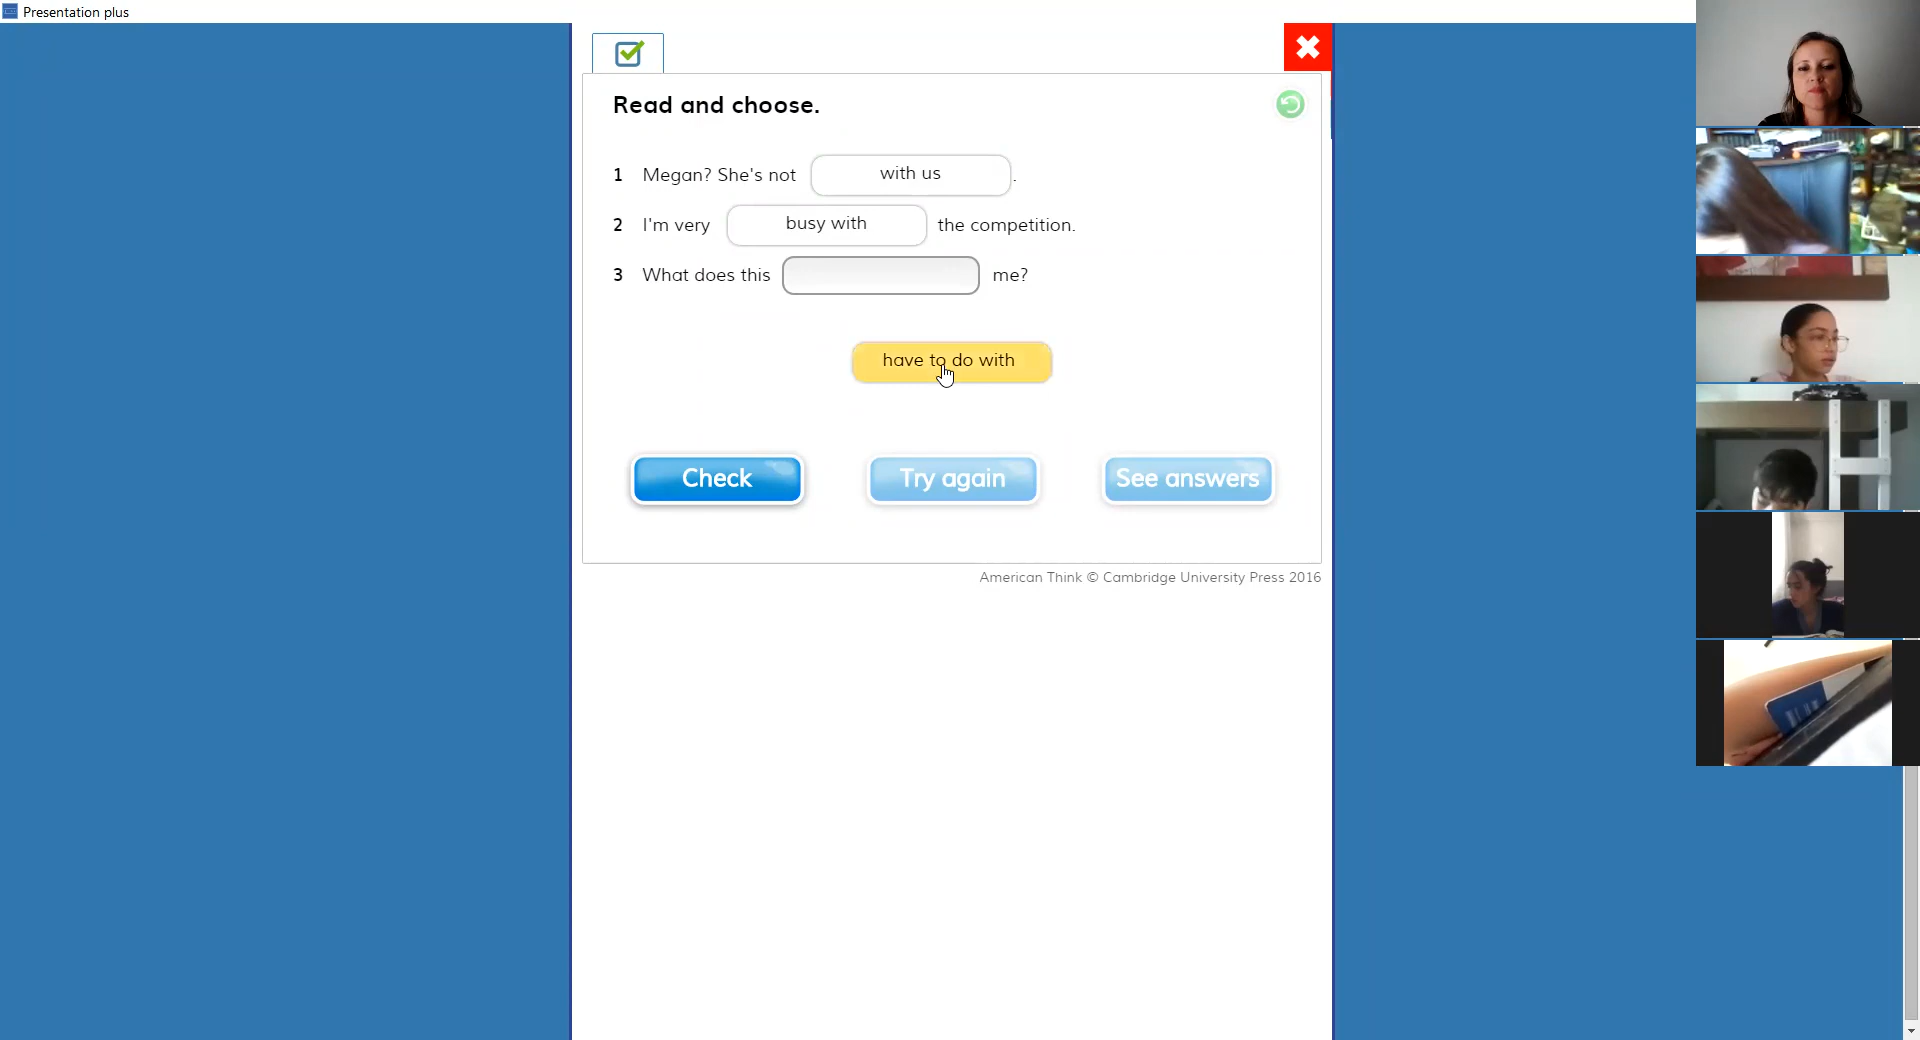 Presentation plus
Read and choose.
1 Megan? She's not with us .
2 I'm very busy with the competition.
3 What does this me?
have to do with
Check Try again See answers
American Think © Cambridge University Press 2016